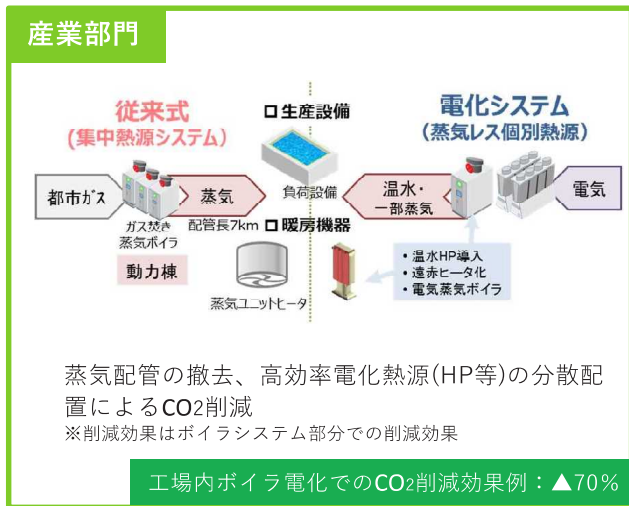 産業部門
従来式
(集中熱源システム)
都市ガス
蒸気
ガス焚き
蒸気ボイラ
配管長7km
動力棟
生産設備
負荷設備
暖房機器
蒸気ユニットヒータ
電化システム
(蒸気レス個別熱源)
温水・
一部蒸気
電気
・温水HP導入
・遠赤ヒータ化
・電気蒸気ボイラ
蒸気配管の撤去、高効率電化熱源(HP等)の分散配
置によるCO2削減
※削減効果はボイラシステム部分での削減効果
工場内ボイラ電化でのCO2削減効果例：▲70%